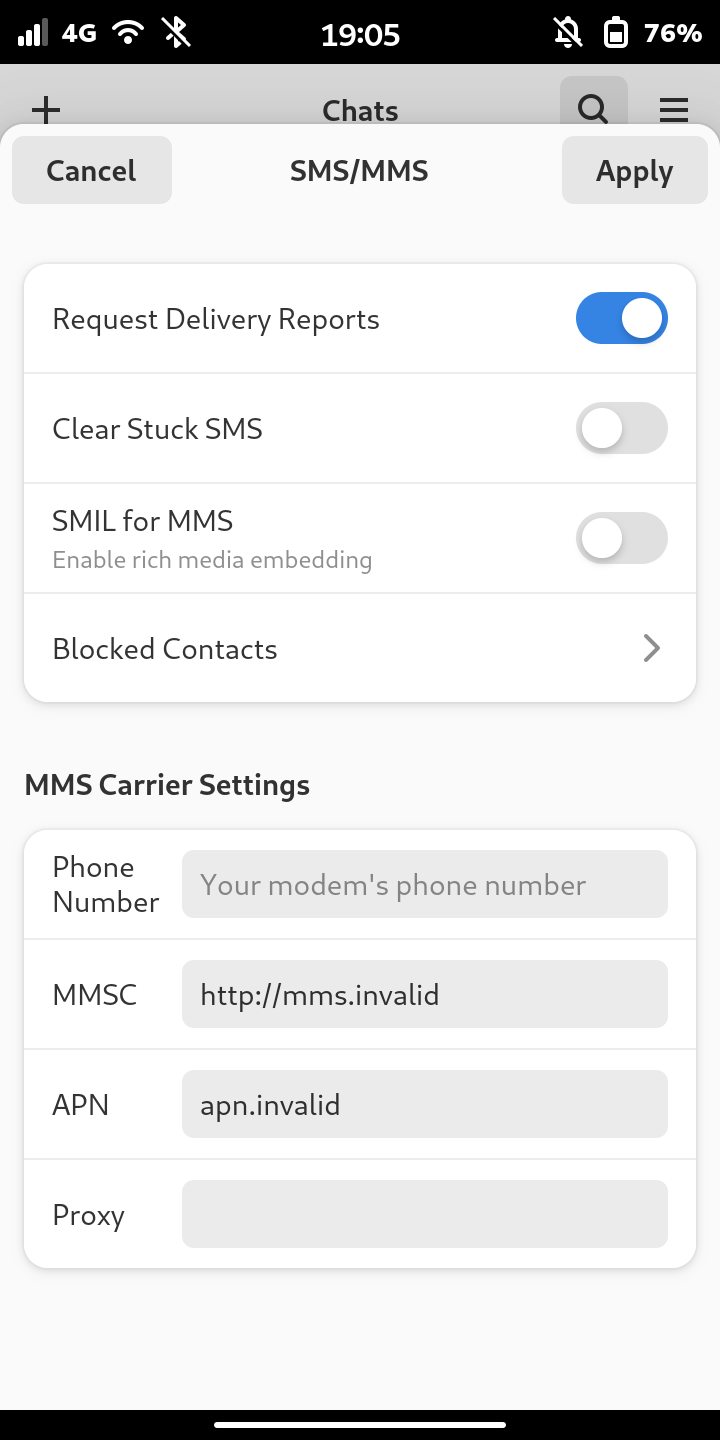 4G 19:05 76%
Chats
Cancel SMS/MMS Apply
Request Delivery Reports
Clear Stuck SMS
SMIL for MMS
Enable rich media embedding
Blocked Contacts
MMS Carrier Settings
Phone
Number
Your modem's phone number
MMSC http://mms.invalid
APN apn.invalid
Proxy